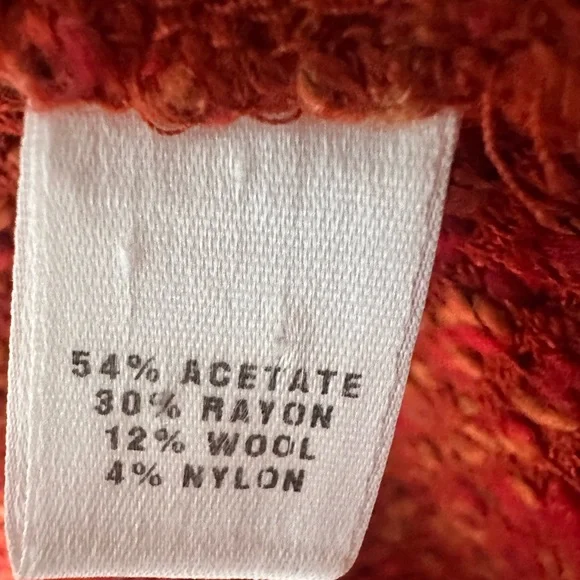 54% ACETATE
30% RAYON
12% WOOL
4% NYLON